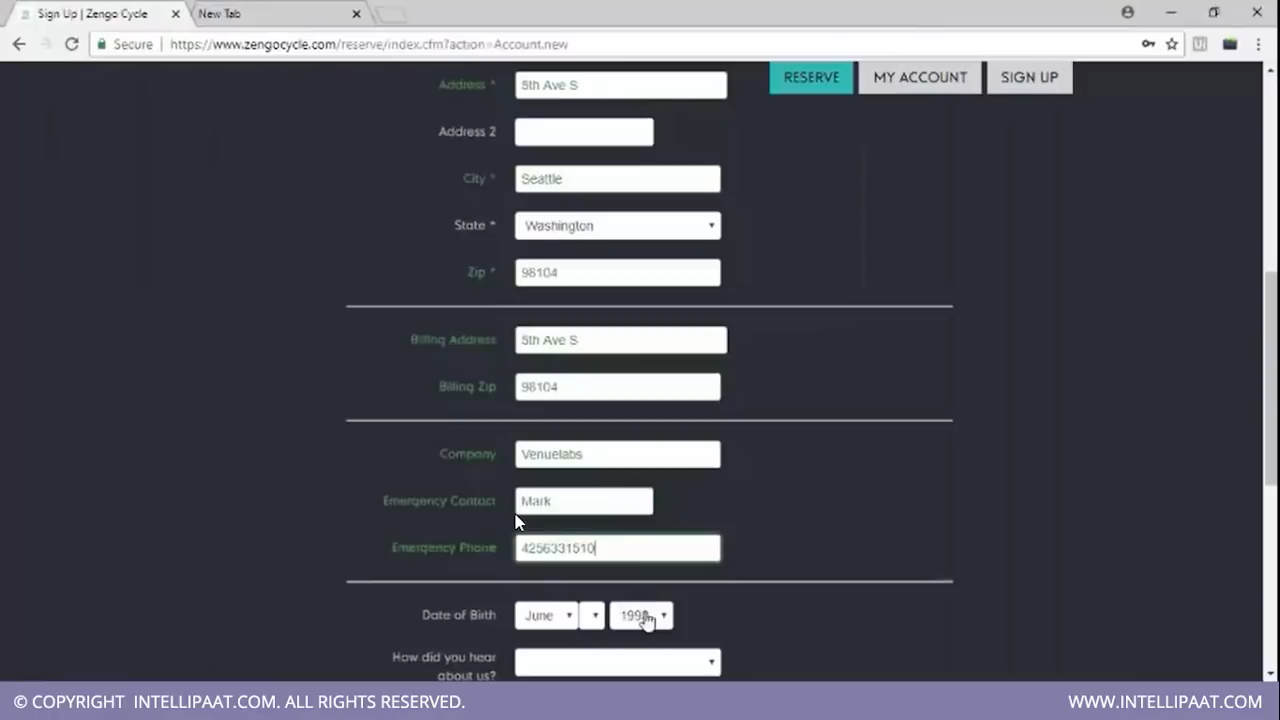 Sign Up | Zengo Cycle
New Tab
Secure
https://www.zengocycle.com/reserve/index.cfm?action=Account.new
RESERVE
MY ACCOUNT
SIGN UP
Address *
5th Ave S
Address 2
City *
Seattle
State *
Washington
Zip *
98104
Billing Address
5th Ave S
Billing Zip
98104
Company
Venuelabs
Emergency Contact
Mark
Emergency Phone
4256331510
Date of Birth
June
How did you hear
about us?
© COPYRIGHT INTELLIPAAT.COM. ALL RIGHTS RESERVED.
WWW.INTELLIPAAT.COM